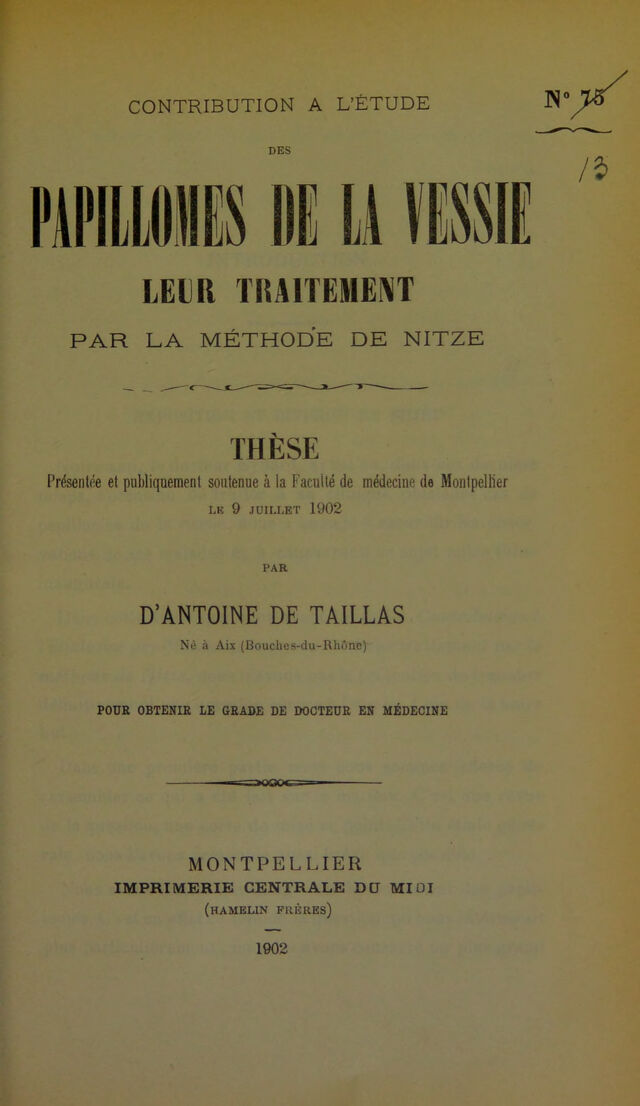 CONTRIBUTION A L'ÉTUDE
N° 75
13
DES
PAPILLOMES DE LA VESSIE
LEUR TRAITEMENT
PAR LA MÉTHODE DE NITZE
THÈSE
Présentée et publiquement soutenue à la Faculté de médecine de Montpellier
LE 9 JUILLET 1902
PAR
D'ANTOINE DE TAILLAS
Né à Aix (Bouches-du-Rhône)
POUR OBTENIR LE GRADE DE DOCTEUR EN MÉDECINE
MONTPELLIER
IMPRIMERIE CENTRALE DU MIDI
(HAMELIN FRÈRES)
1902